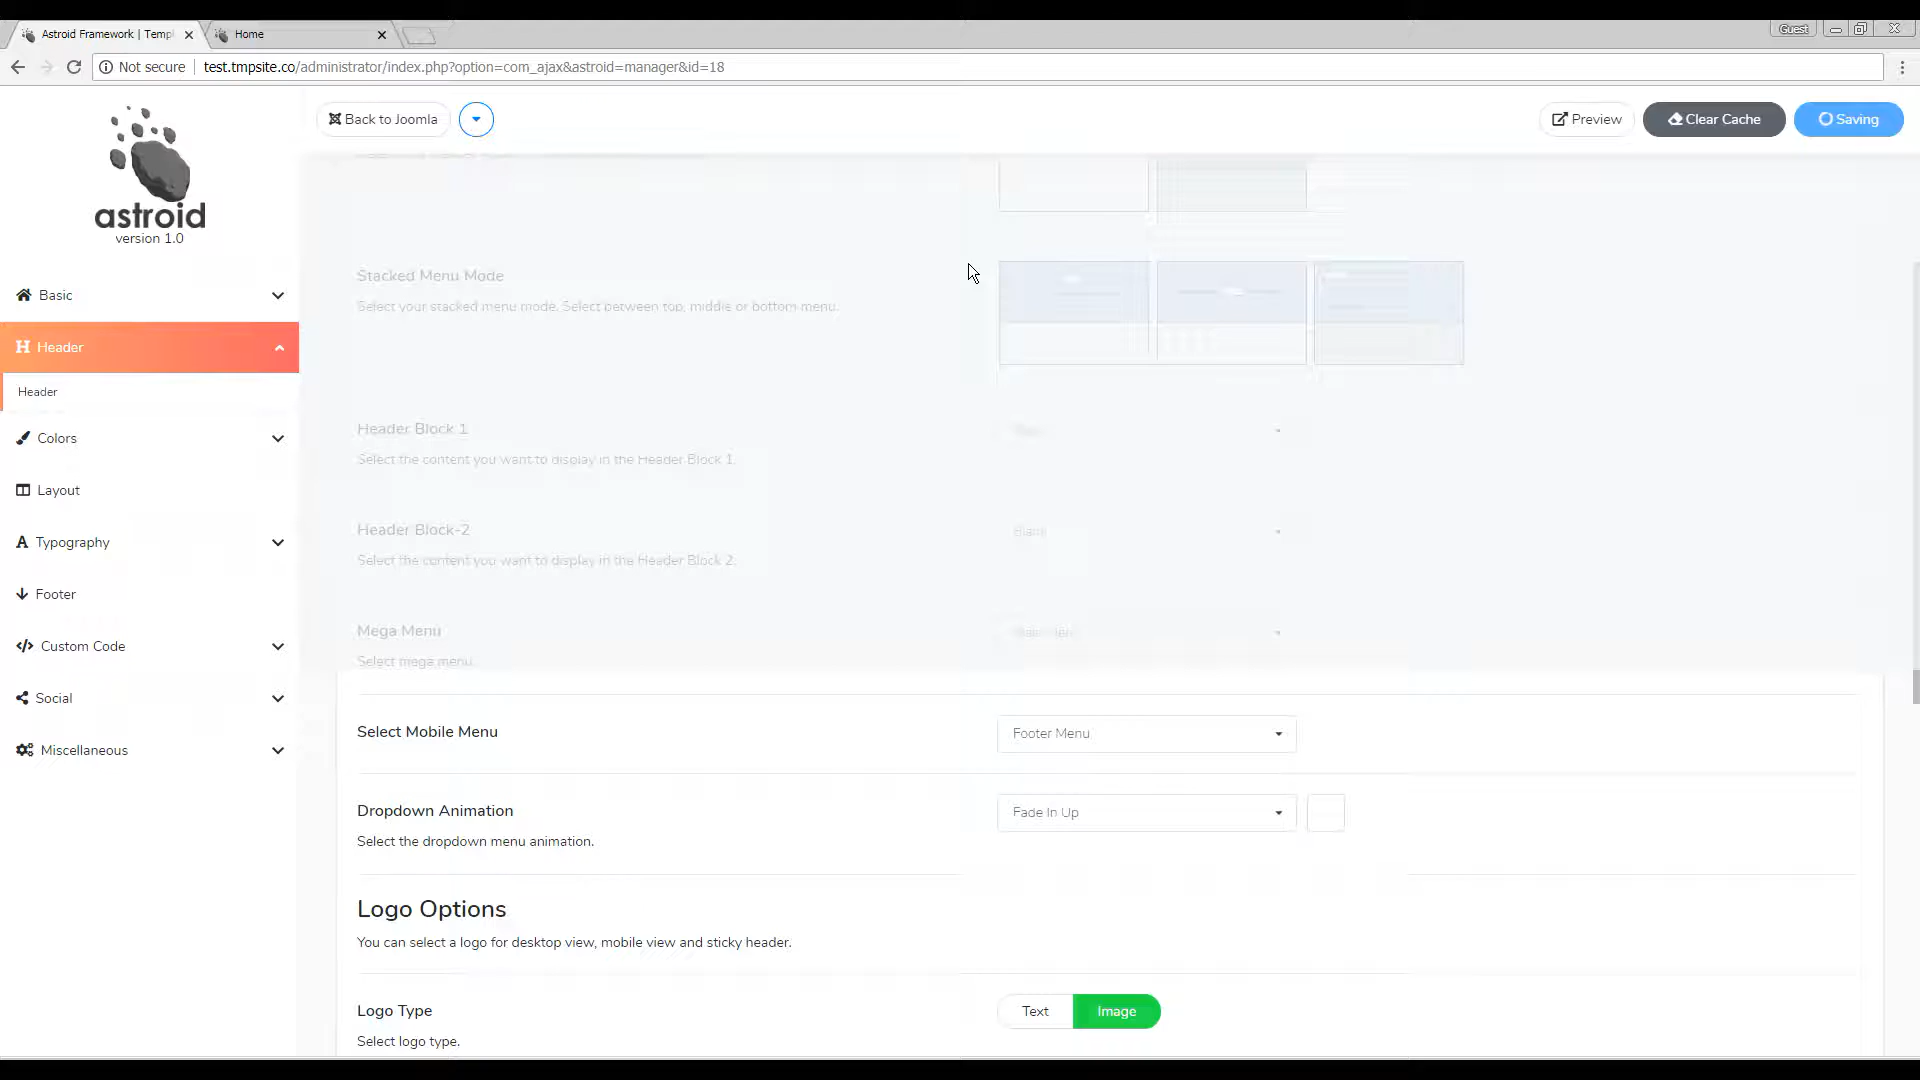 Astroid Framework | Templ
Home
Guest
Not secure
test.tmpsite.co/administrator/index.php?option=com_ajax&astroid=manager&id=18
astroid
version 1.0
Back to Joomla
Preview
Clear Cache
Saving
Basic
Header
Header
Colors
Layout
Typography
Footer
Custom Code
Social
Miscellaneous
Stacked Menu Mode
Select your stacked menu mode. Select between top, middle or bottom menu.
Header Block 1
Select the content you want to display in the Header Block 1.
Header Block-2
Blank
Select the content you want to display in the Header Block 2.
Mega Menu
Select mega menu.
Select Mobile Menu
Footer Menu
Dropdown Animation
Fade In Up
Select the dropdown menu animation.
Logo Options
You can select a logo for desktop view, mobile view and sticky header.
Logo Type
Text
Image
Select logo type.